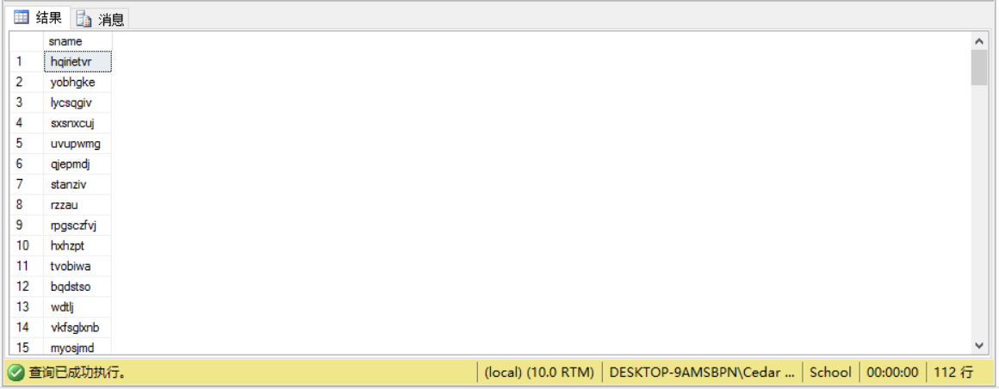 结果 消息
sname
1 hqirietvr
2 yobhgke
3 lycsqgiv
4 sxsnxcuj
5 uvupwmg
6 qjepmdj
7 stanziv
8 rzzau
9 rpgsczfvj
10 hxhzpt
11 tvobiwa
12 bqdstso
13 wdtlj
14 vkfsglxnb
15 myosjmd
查询已成功执行。 (local) (10.0 RTM) DESKTOP-9AMSBPN\Cedar ... School 00:00:00 112 行